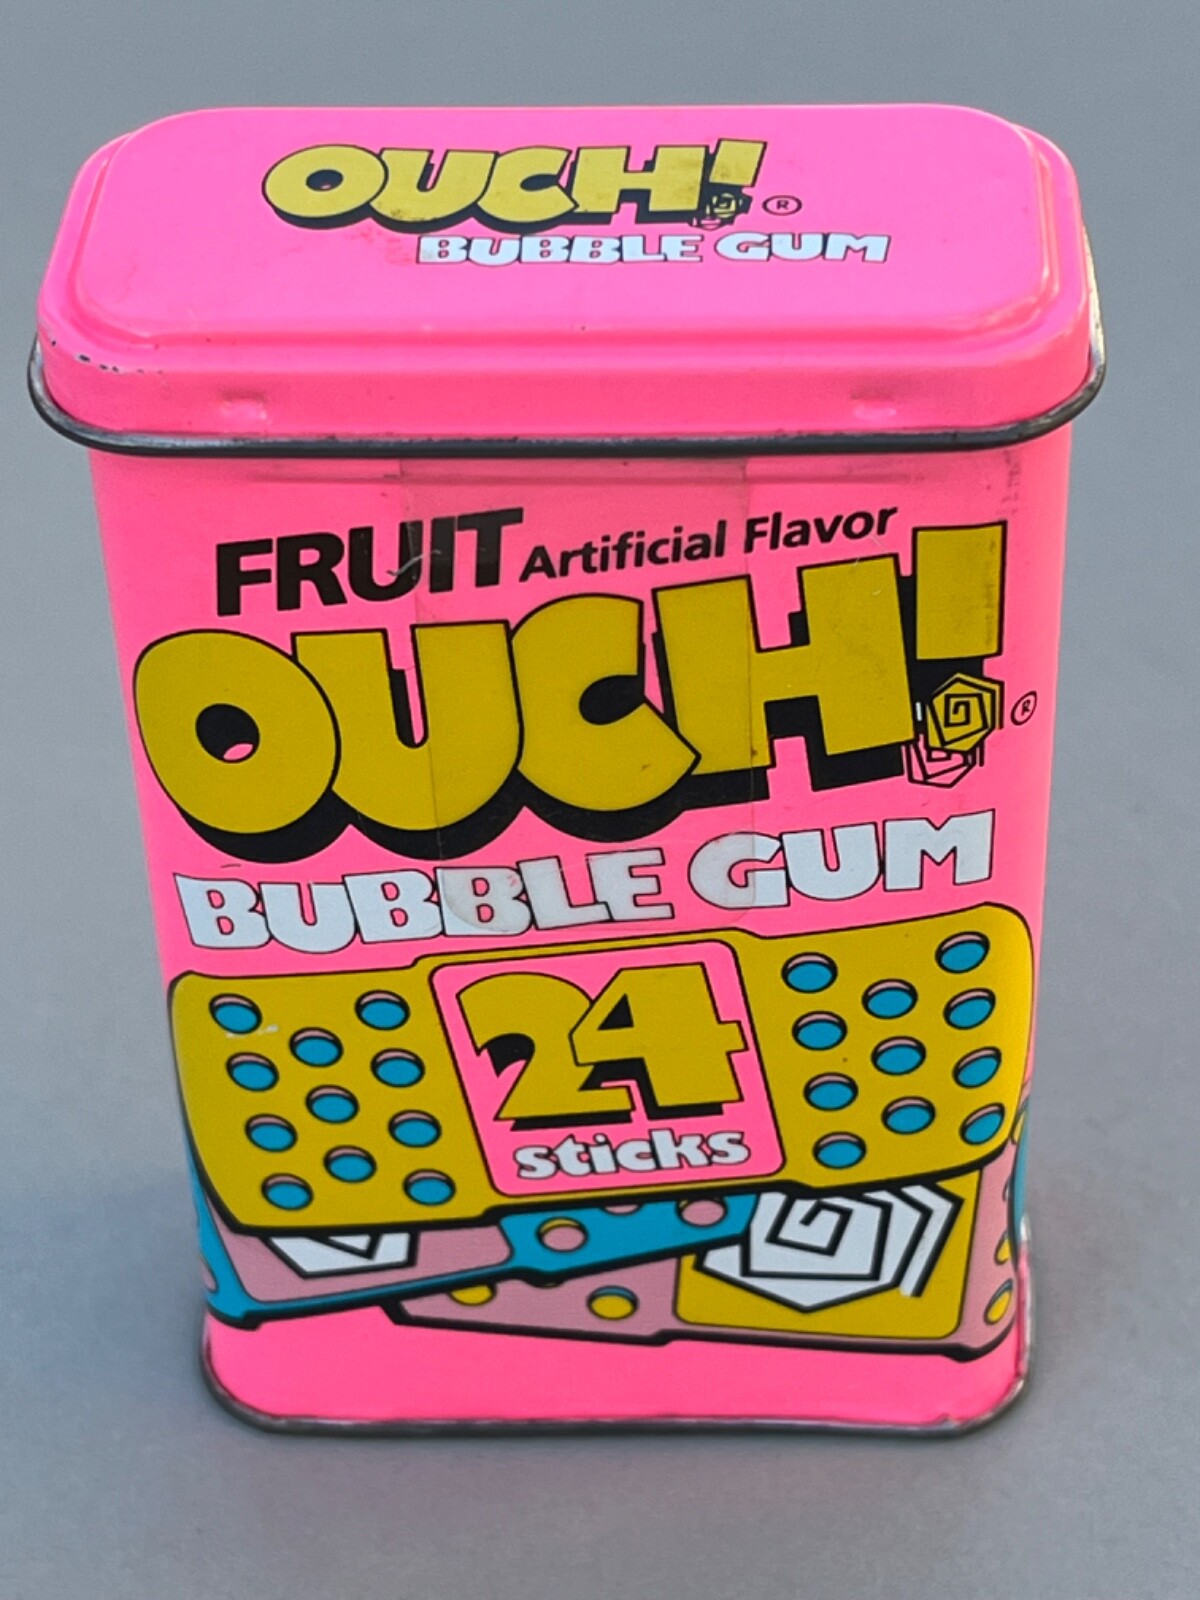 OUCH! ®
BUBBLE GUM
FRUIT Artificial Flavor
OUCH! ®
BUBBLE GUM
24
sticks